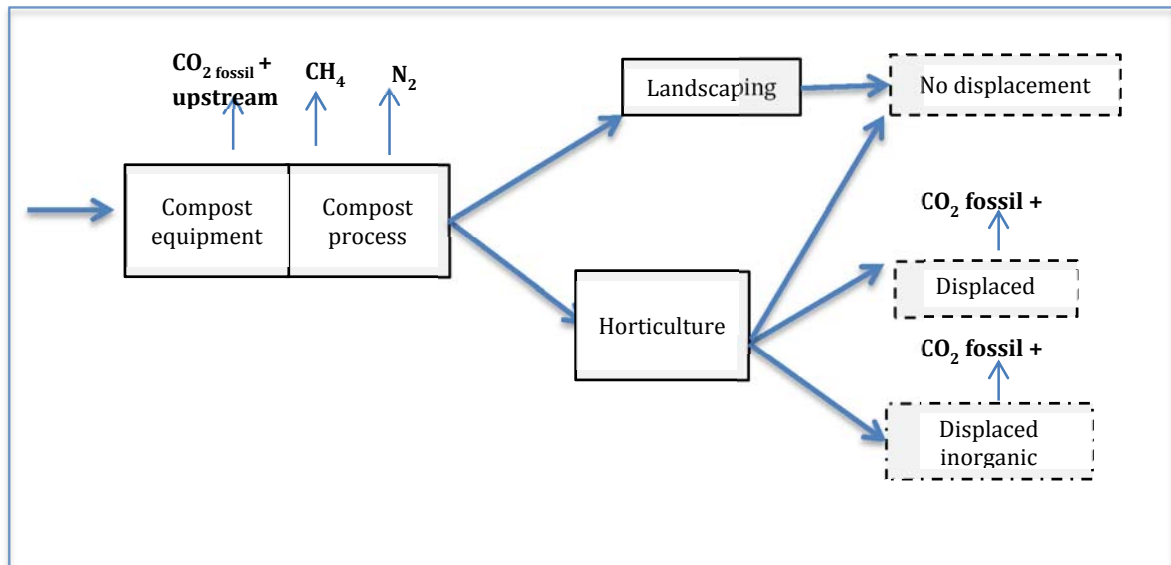 CO₂ fossil +
upstream
CH₄
N₂
Landscaping
No displacement
Compost
equipment
Compost
process
CO₂ fossil +
Displaced
Horticulture
CO₂ fossil +
Displaced
inorganic